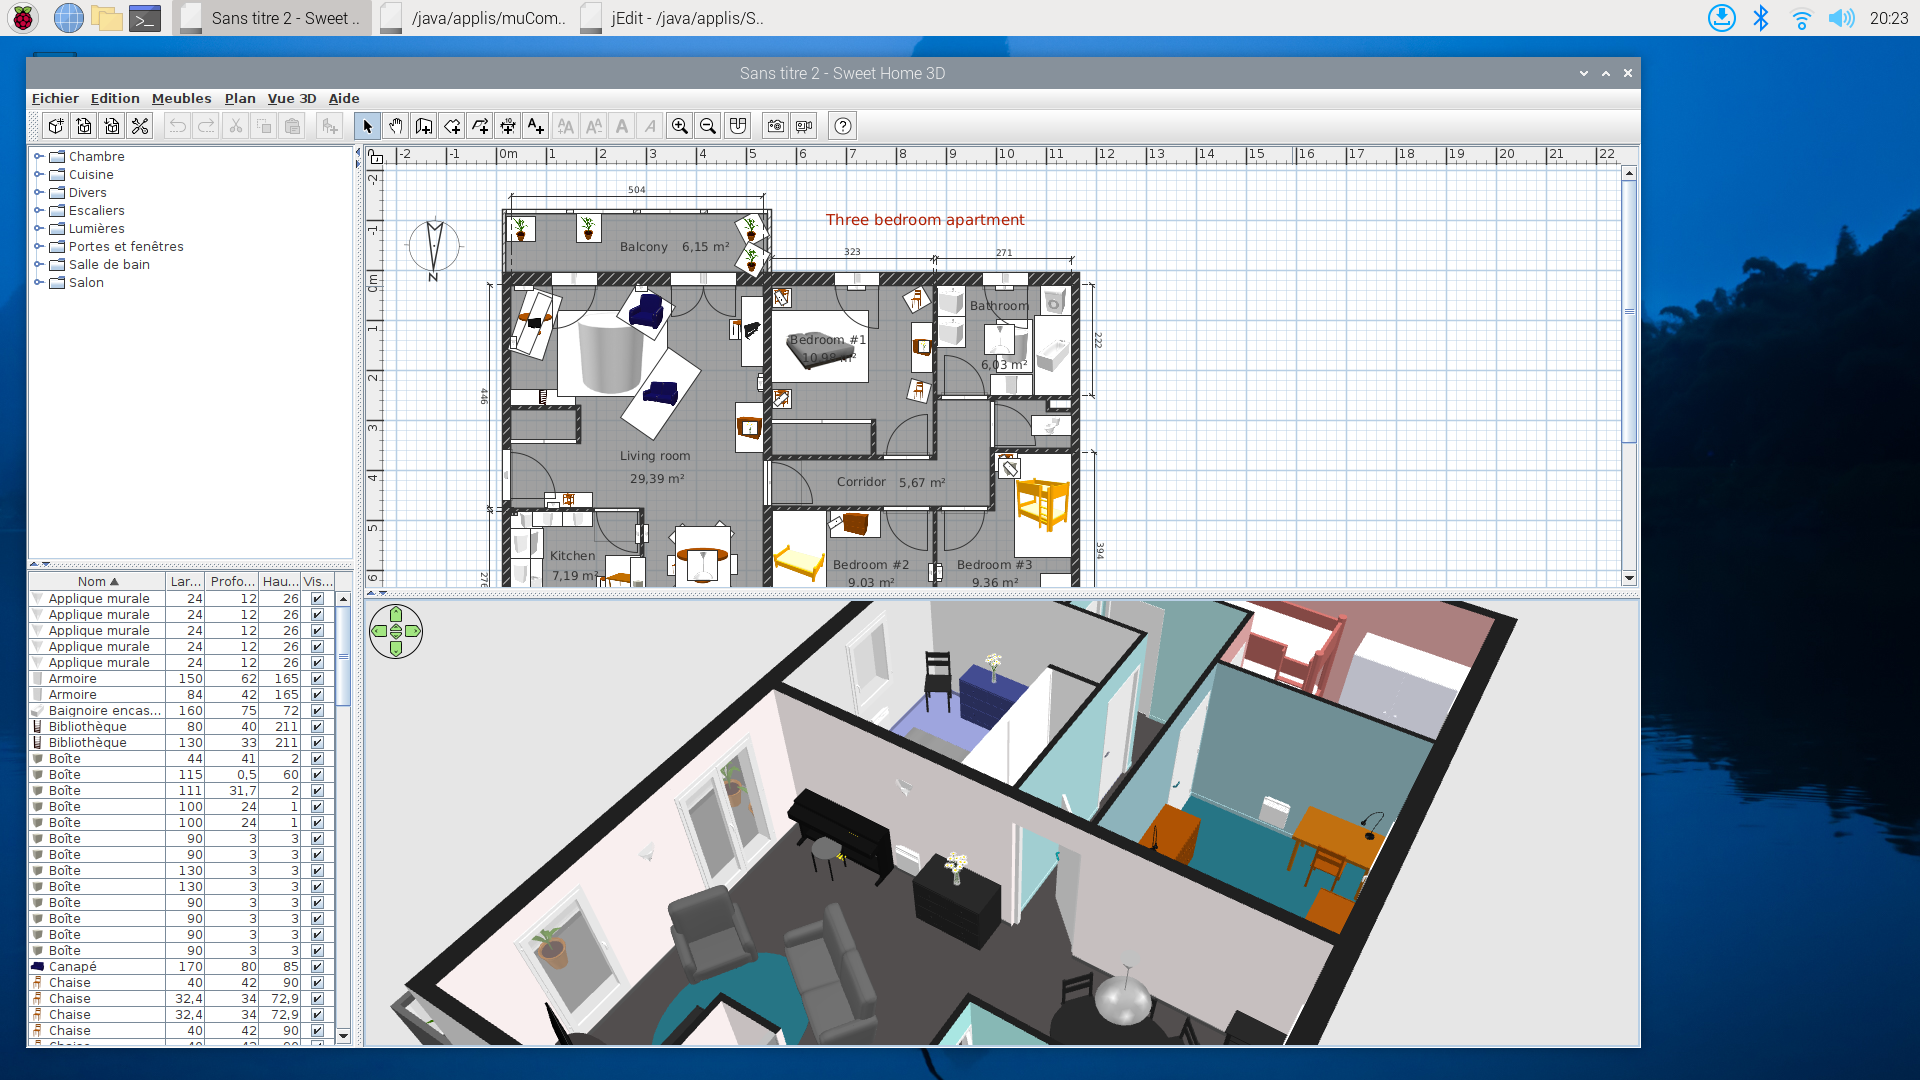 Sans titre 2 - Sweet ..
/java/applis/muCom..
jEdit - /java/applis/S..
20:23
Sans titre 2 - Sweet Home 3D
Fichier Edition Meubles Plan Vue 3D Aide
Chambre
Cuisine
Divers
Escaliers
Lumières
Portes et fenêtres
Salle de bain
Salon
-2 -1 0m 1 2 3 4 5 6 7 8 9 10 11 12 13 14 15 16 17 18 19 20 21 22
-2
-1
0m
1
2
3
4
5
6
504
Three bedroom apartment
Balcony 6,15 m²
323
271
N
Bathroom
6,03 m²
222
Bedroom #1
10,98 m²
446
Living room
29,39 m²
Corridor 5,67 m²
394
Kitchen
7,19 m²
276
Bedroom #2
9,03 m²
Bedroom #3
9,36 m²
Nom Lar... Profo... Hau... Vis...
Applique murale 24 12 26
Applique murale 24 12 26
Applique murale 24 12 26
Applique murale 24 12 26
Applique murale 24 12 26
Armoire 150 62 165
Armoire 84 42 165
Baignoire encas... 160 75 72
Bibliothèque 80 40 211
Bibliothèque 130 33 211
Boîte 44 41 2
Boîte 115 0,5 60
Boîte 111 31,7 2
Boîte 100 24 1
Boîte 100 24 1
Boîte 90 3 3
Boîte 90 3 3
Boîte 130 3 3
Boîte 130 3 3
Boîte 90 3 3
Boîte 90 3 3
Boîte 90 3 3
Boîte 90 3 3
Canapé 170 80 85
Chaise 40 42 90
Chaise 32,4 34 72,9
Chaise 32,4 34 72,9
Chaise 40 42 90